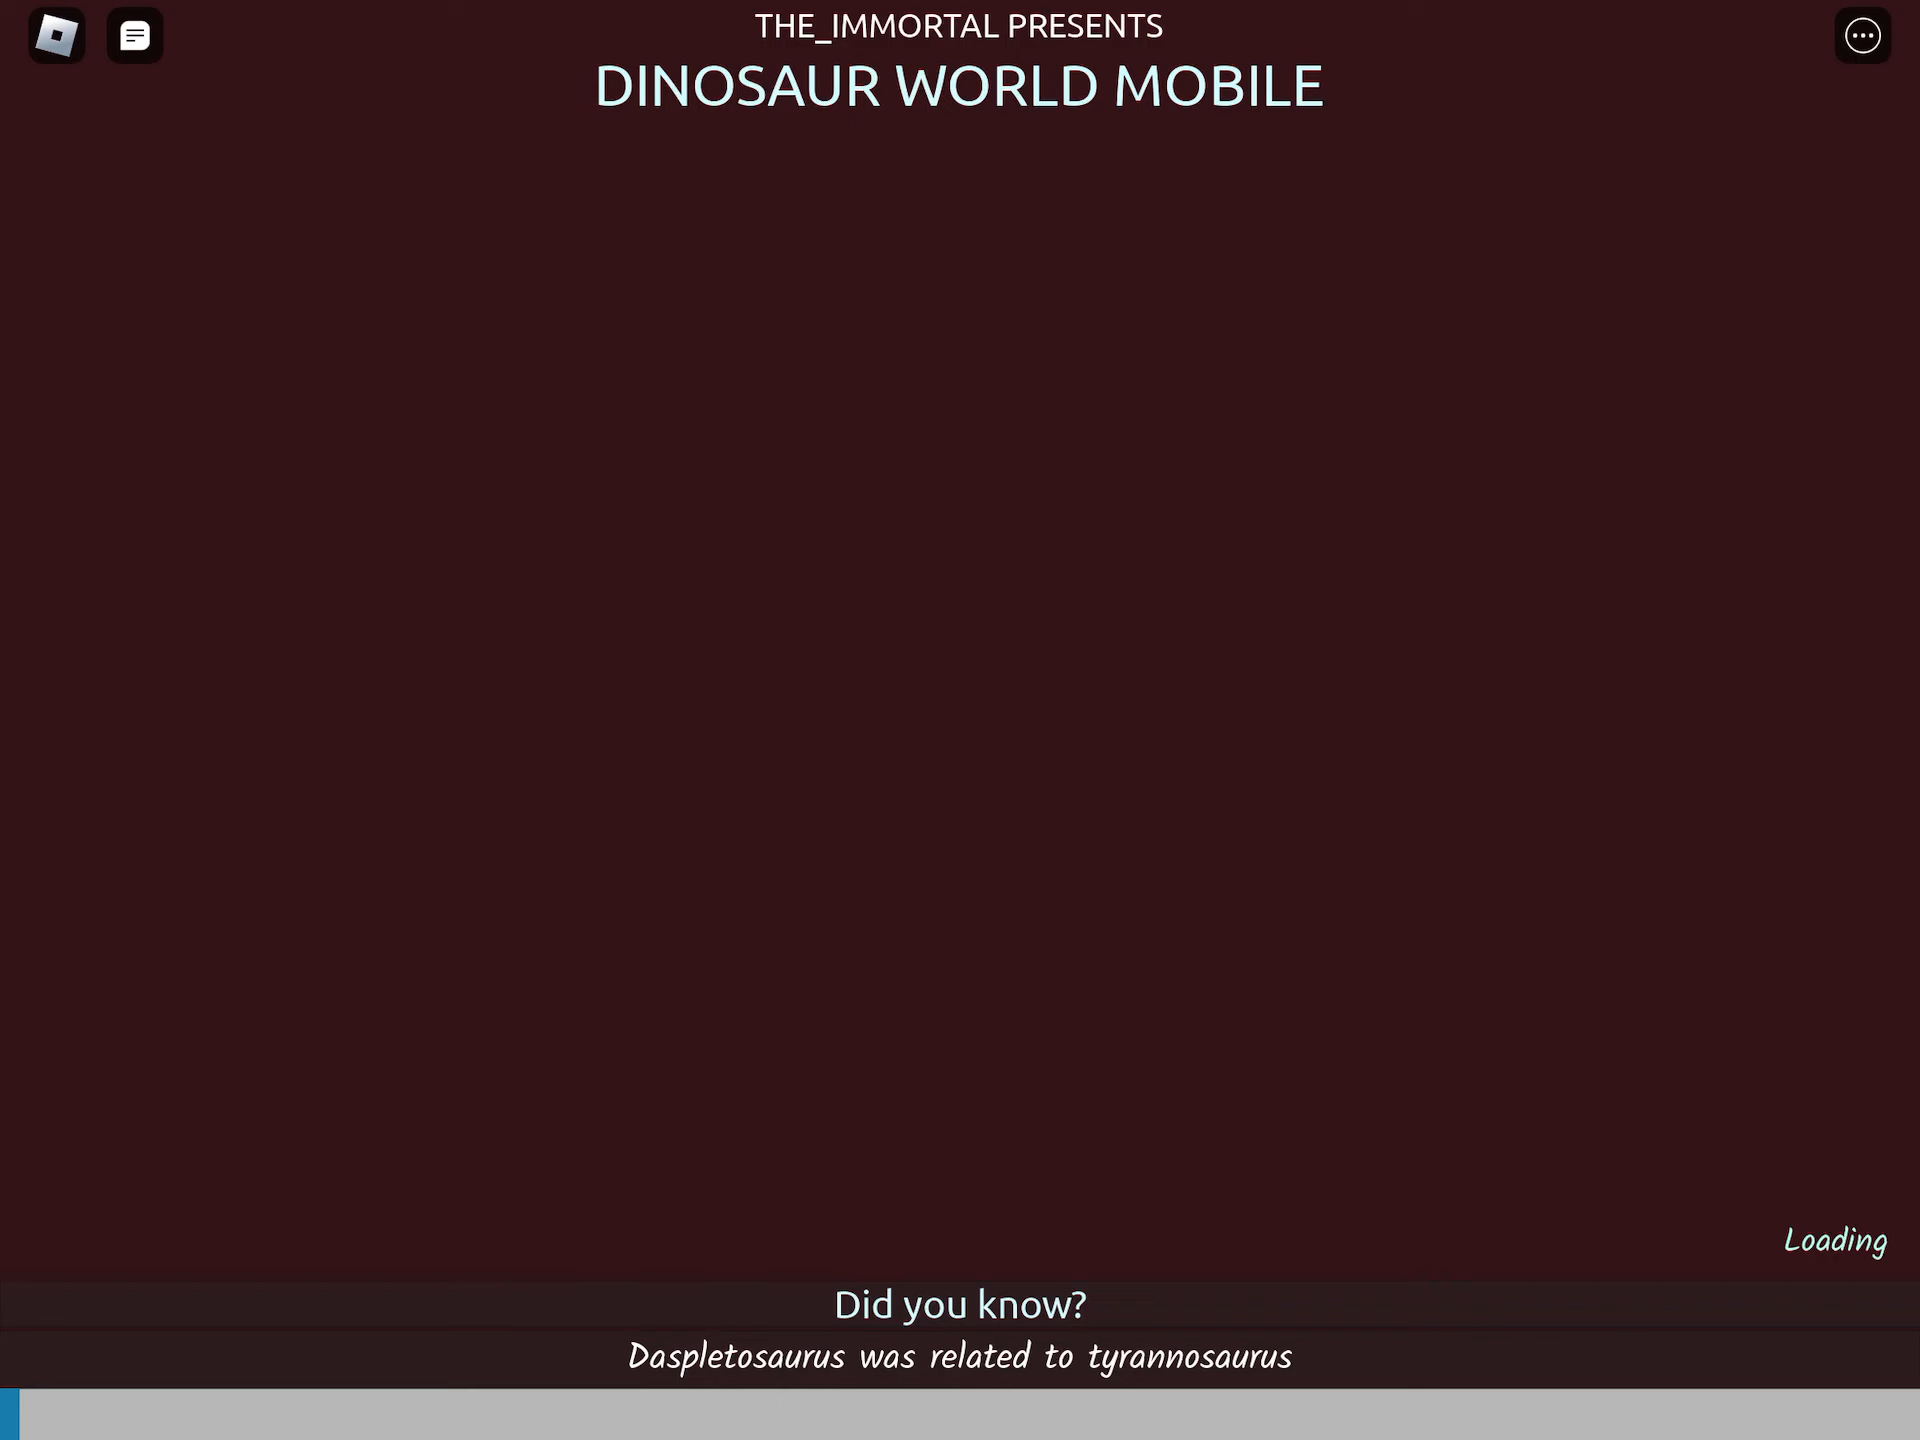 THE_IMMORTAL PRESENTS
DINOSAUR WORLD MOBILE
Loading
Did you know?
Daspletosaurus was related to tyrannosaurus